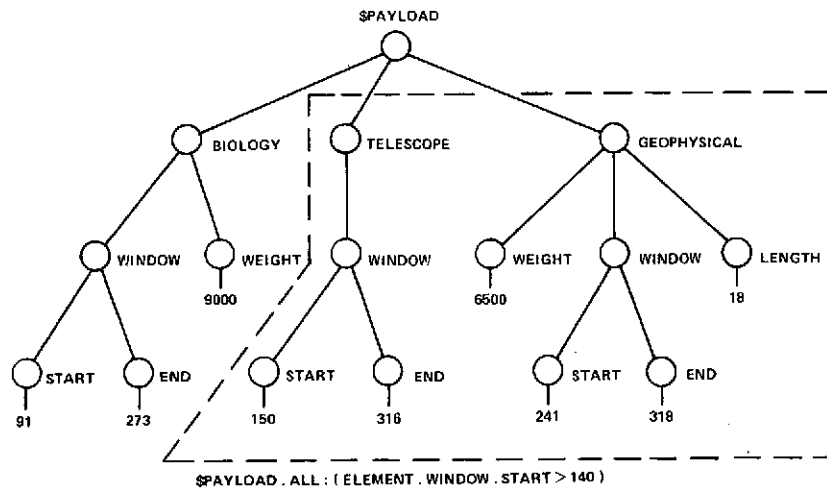 $PAYLOAD
BIOLOGY TELESCOPE GEOPHYSICAL
WINDOW WEIGHT WINDOW WEIGHT WINDOW LENGTH
9000 6500 18
START END START END START END
91 273 150 316 241 318
$PAYLOAD . ALL : ( ELEMENT . WINDOW . START > 140 )